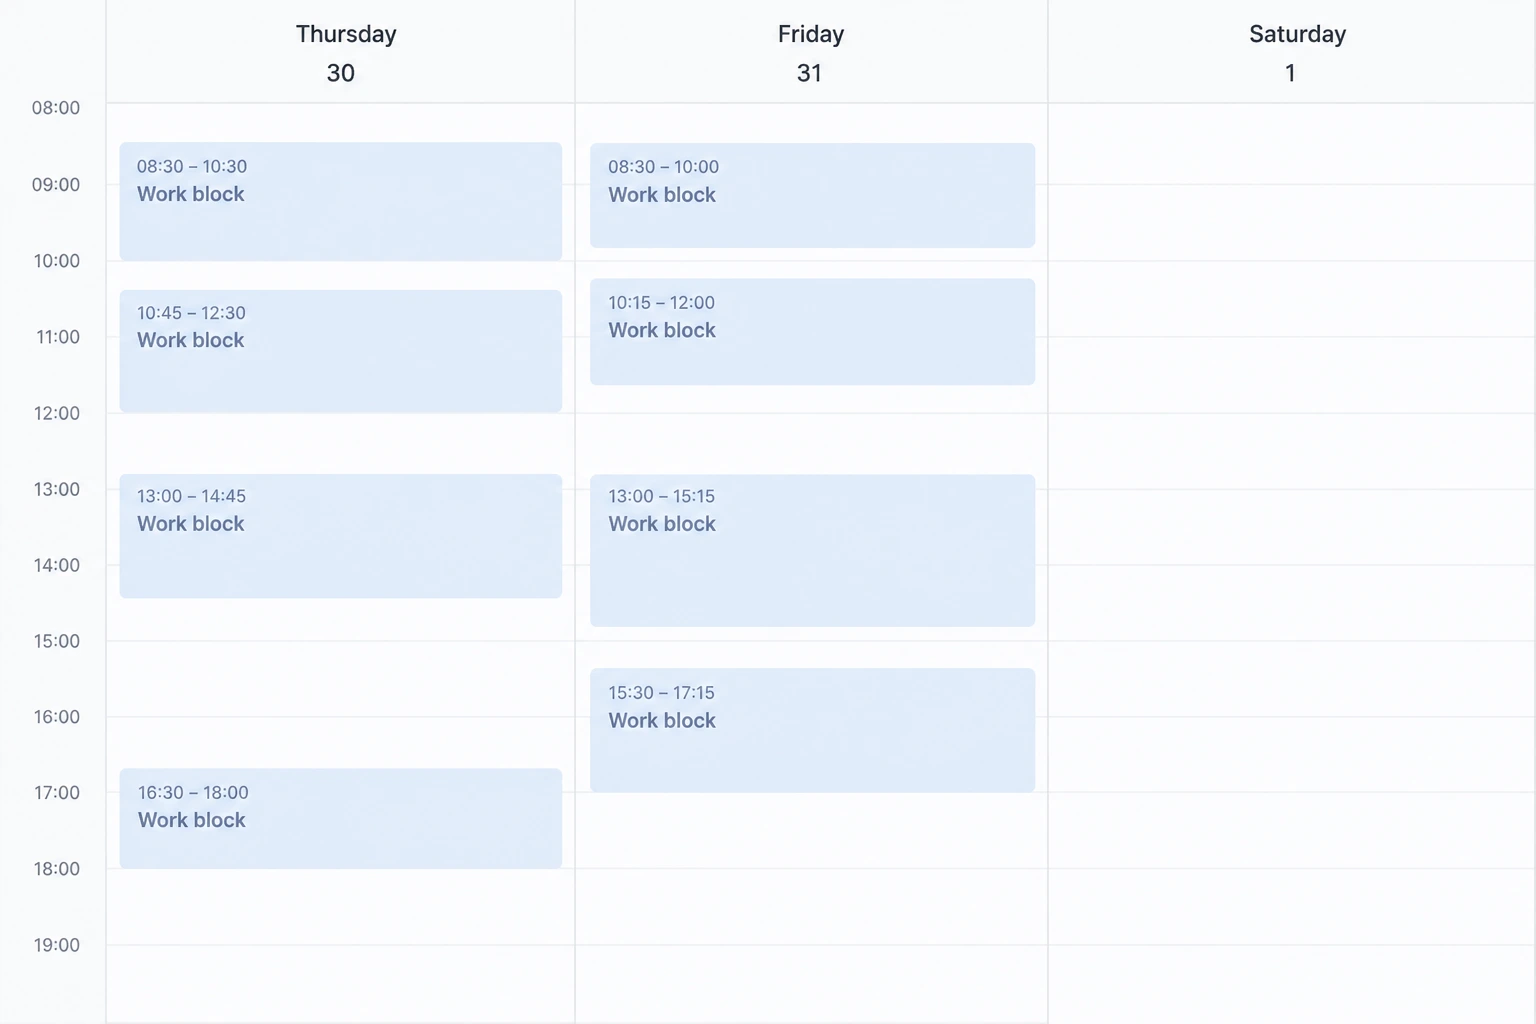 Thursday
30
Friday
31
Saturday
1
08:00
09:00
10:00
11:00
12:00
13:00
14:00
15:00
16:00
17:00
18:00
19:00
08:30 – 10:30
Work block
10:45 – 12:30
Work block
13:00 – 14:45
Work block
16:30 – 18:00
Work block
08:30 – 10:00
Work block
10:15 – 12:00
Work block
13:00 – 15:15
Work block
15:30 – 17:15
Work block